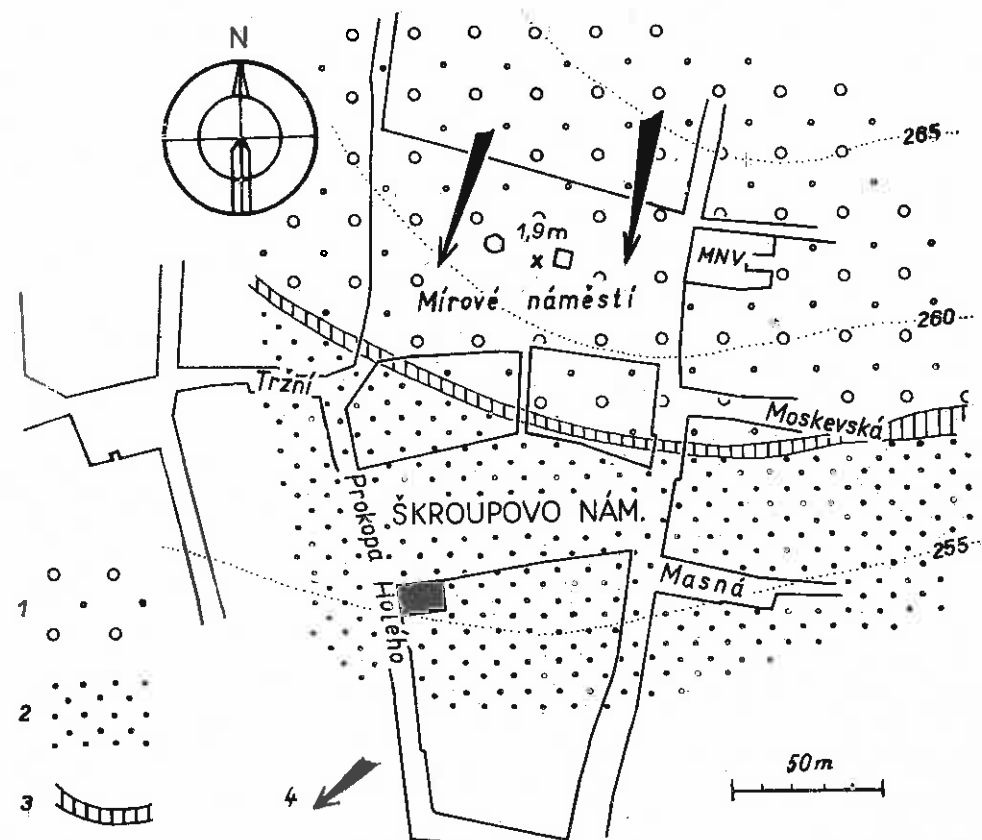 N
265
1,9m
x
MNV
Mírové náměstí
260
Tržní
Moskevská
Prokopa
ŠKROUPOVO NÁM.
255
Masná
Holého
1
2
50m
3
4